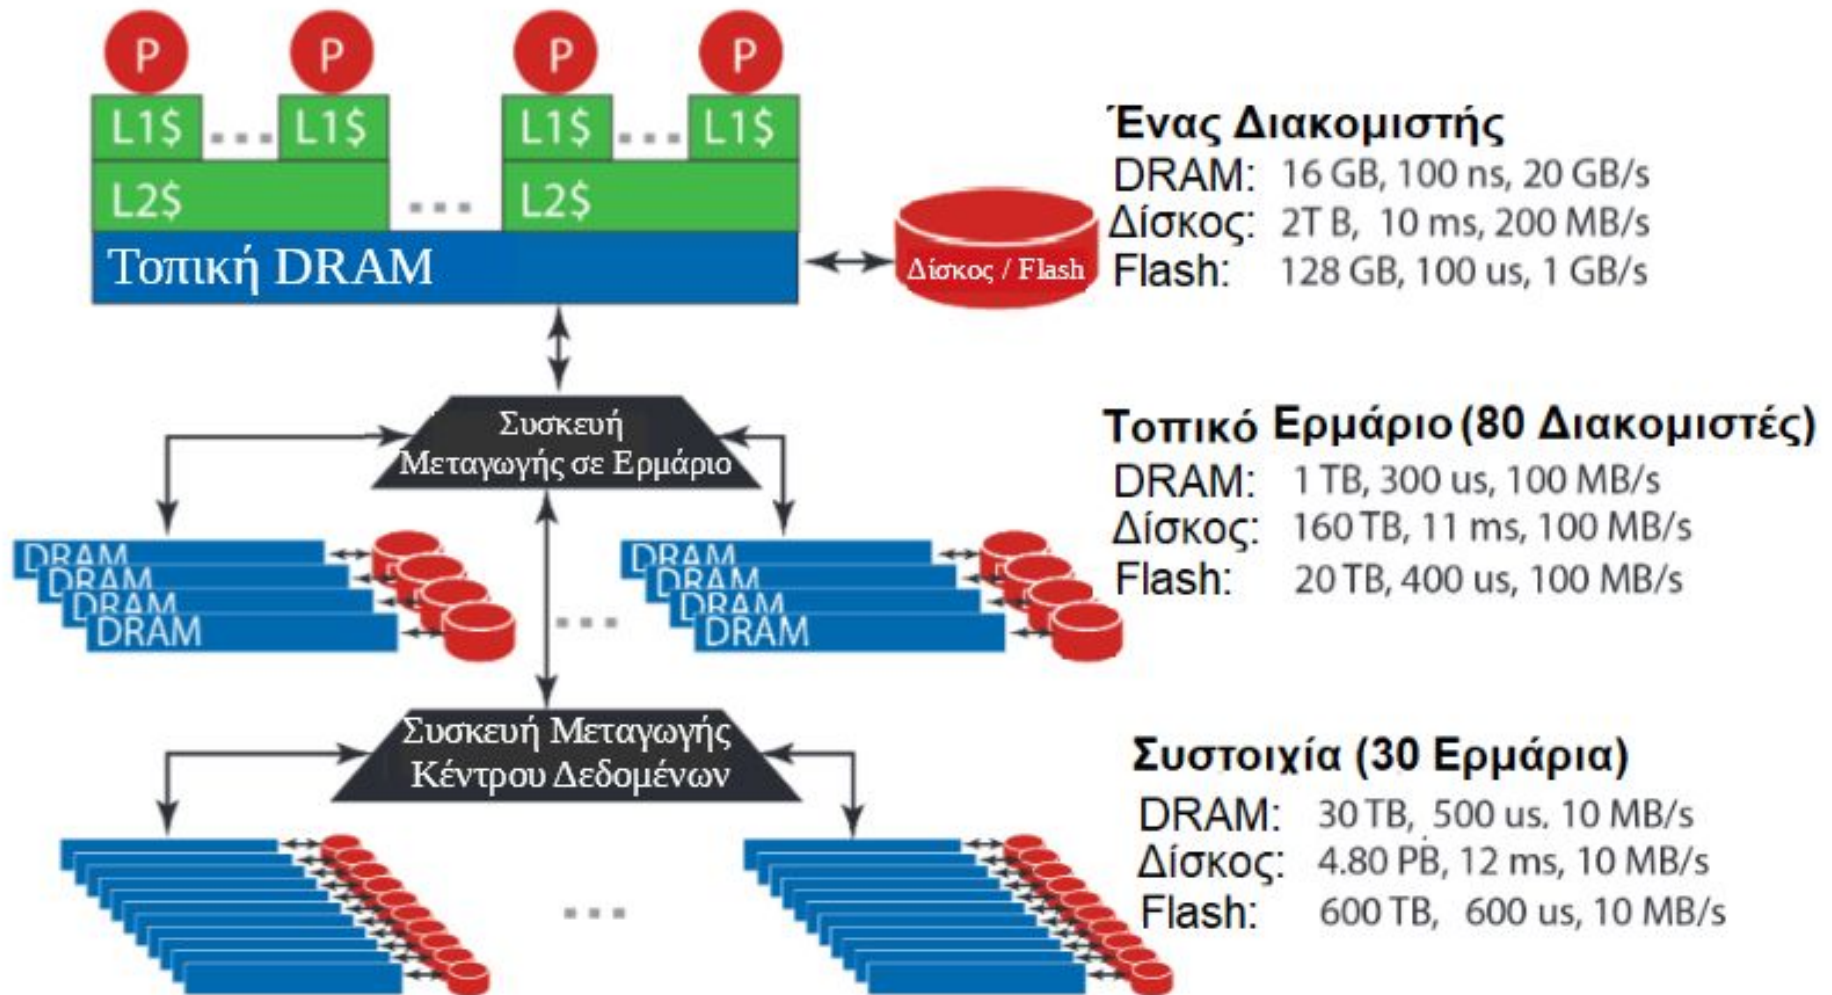 P P P P
L1$ L1$ L1$ L1$
L2$ L2$
Τοπική DRAM
Δίσκος / Flash
Ένας Διακομιστής
DRAM: 16 GB, 100 ns, 20 GB/s
Δίσκος: 2T B, 10 ms, 200 MB/s
Flash: 128 GB, 100 us, 1 GB/s
Συσκευή
Μεταγωγής σε Ερμάριο
Τοπικό Ερμάριο (80 Διακομιστές)
DRAM: 1 TB, 300 us, 100 MB/s
Δίσκος: 160 TB, 11 ms, 100 MB/s
Flash: 20 TB, 400 us, 100 MB/s
DRAM DRAM
DRAM DRAM
DRAM DRAM
DRAM DRAM
Συσκευή Μεταγωγής
Κέντρου Δεδομένων
Συστοιχία (30 Ερμάρια)
DRAM: 30 TB, 500 us. 10 MB/s
Δίσκος: 4.80 PB, 12 ms, 10 MB/s
Flash: 600 TB, 600 us, 10 MB/s